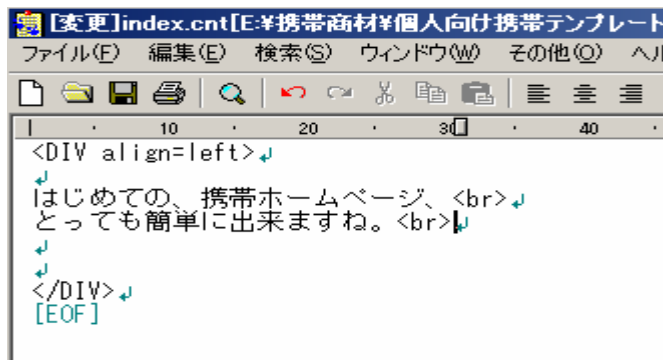 [変更]index.cnt[E:¥携帯商材¥個人向け携帯テンプレート
ファイル(F) 編集(E) 検索(S) ウィンドウ(W) その他(O) ヘル
10 20 30 40
<DIV align=left>↵
↵
はじめての、携帯ホームページ、<br>↵
とっても簡単に出来ますね。<br>↵
↵
↵
</DIV>↵
[EOF]